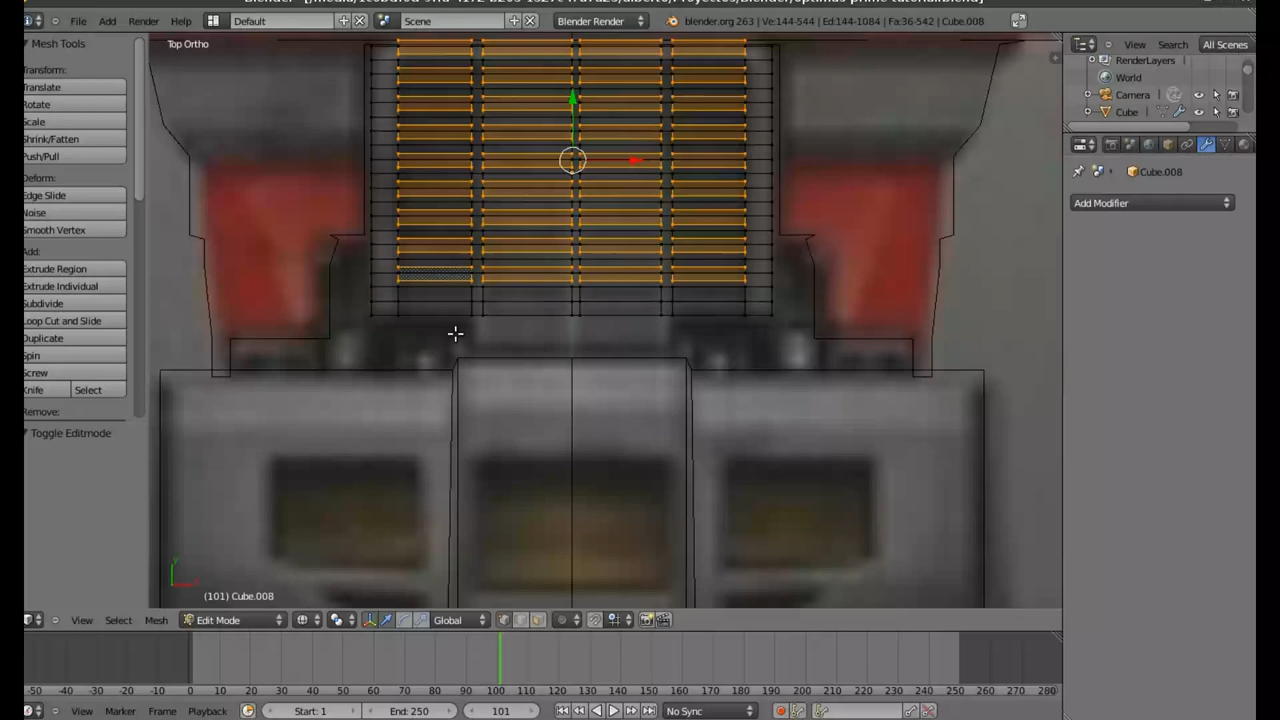 File Add Render Help Default Scene Blender Render blender.org 263 | Ve:144-544 | Ed:144-1084 | Fa:36-542 | Cube.008
Mesh Tools
Transform:
Translate
Rotate
Scale
Shrink/Fatten
Push/Pull
Deform:
Edge Slide
Noise
Smooth Vertex
Add:
Extrude Region
Extrude Individual
Subdivide
Loop Cut and Slide
Duplicate
Spin
Screw
Knife Select
Remove:
Toggle Editmode
Top Ortho
(101) Cube.008
View Search All Scenes
RenderLayers
World
Camera
Cube
Cube.008
Add Modifier
View Select Mesh Edit Mode Global
-50 -40 -30 -20 -10 0 10 20 30 40 50 60 70 80 90 100 110 120 130 140 150 160 170 180 190 200 210 220 230 240 250 260 270 280
View Marker Frame Playback Start: 1 End: 250 101 No Sync